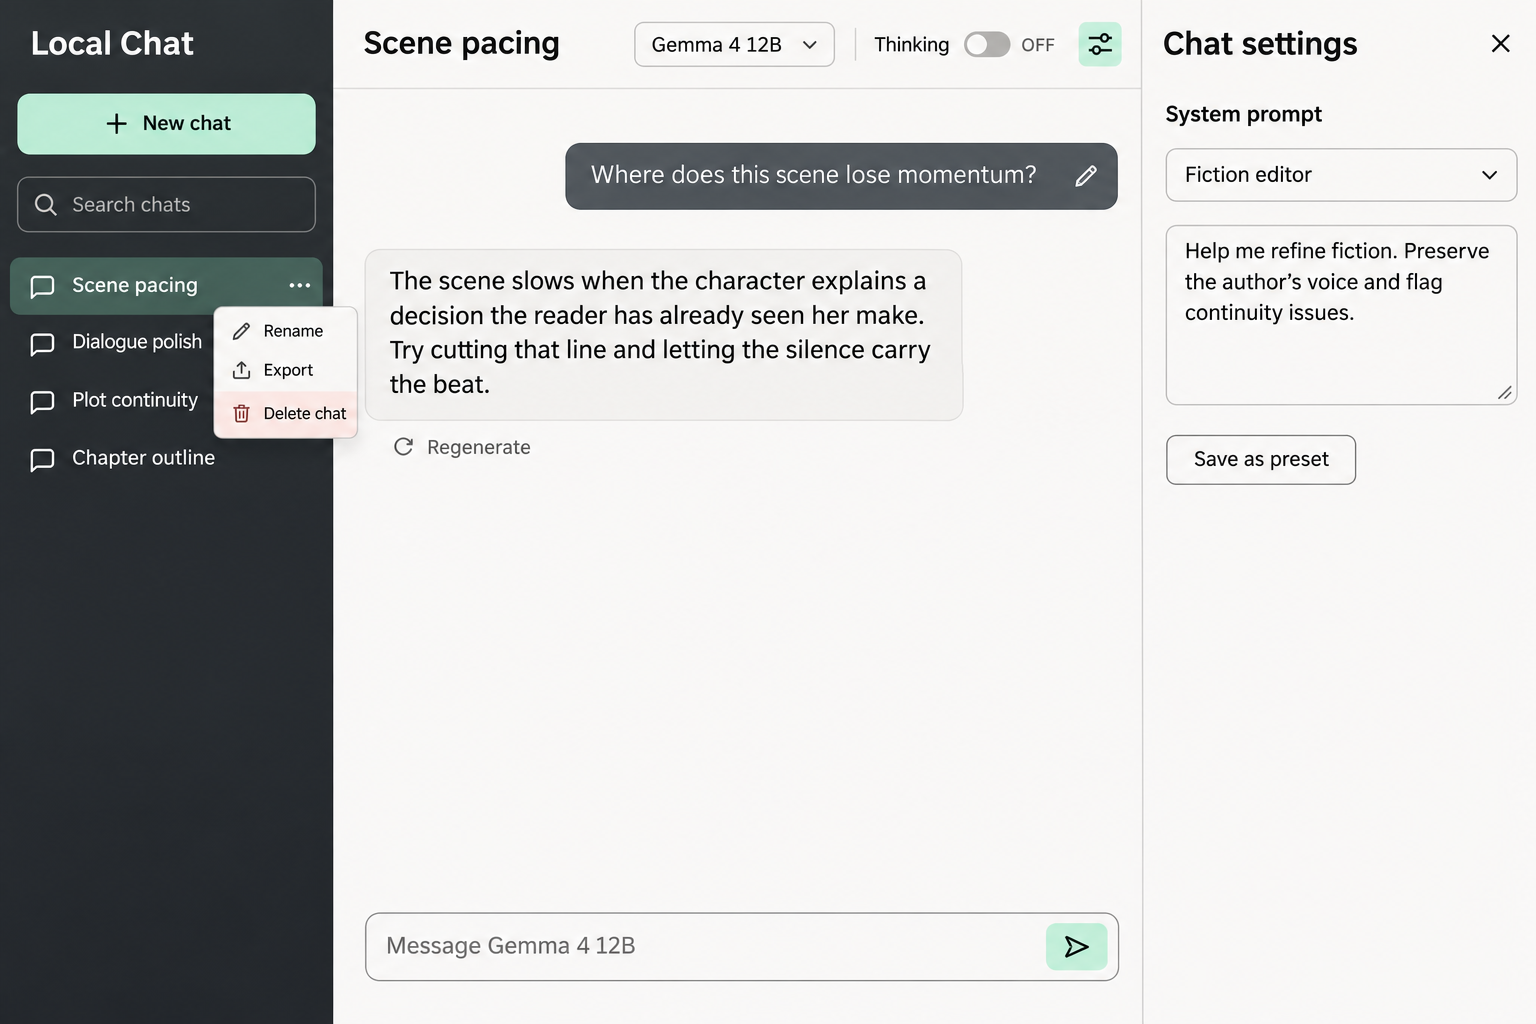 Local Chat
New chat
Search chats
Scene pacing
Dialogue polish
Plot continuity
Chapter outline
Rename
Export
Delete chat
Scene pacing
Gemma 4 12B
Thinking
OFF
Where does this scene lose momentum?
The scene slows when the character explains a
decision the reader has already seen her make.
Try cutting that line and letting the silence carry
the beat.
Regenerate
Message Gemma 4 12B
Chat settings
System prompt
Fiction editor
Help me refine fiction. Preserve
the author’s voice and flag
continuity issues.
Save as preset